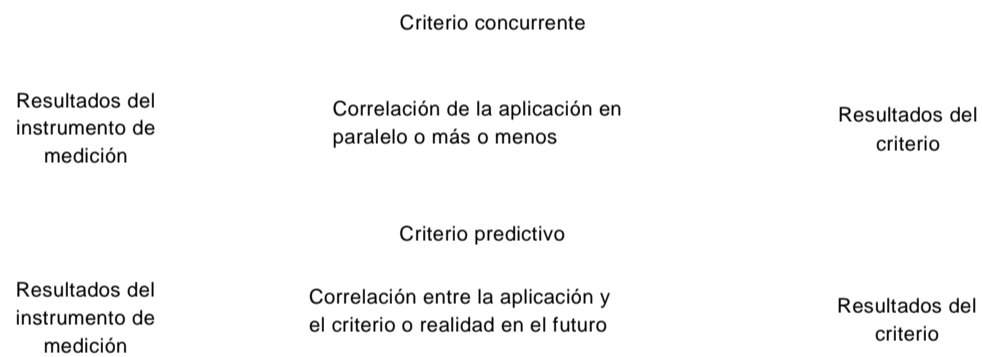 Criterio concurrente
Resultados del
instrumento de
medición
Correlación de la aplicación en
paralelo o más o menos
Resultados del
criterio
Criterio predictivo
Resultados del
instrumento de
medición
Correlación entre la aplicación y
el criterio o realidad en el futuro
Resultados del
criterio